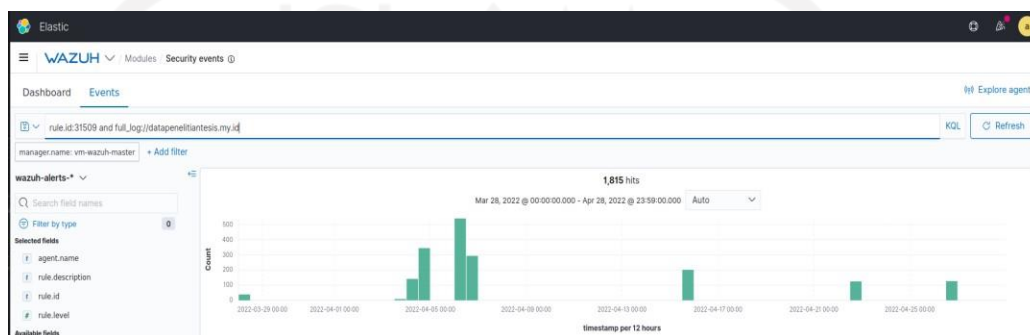 Elastic
a
WAZUH Modules Security events
Dashboard Events
Explore agent
rule.id:31509 and full_log://datapenelitiantesis.my.id
KQL
Refresh
manager.name: vm-wazuh-master + Add filter
wazuh-alerts-*
1,815 hits
Mar 28, 2022 @ 00:00:00.000 - Apr 28, 2022 @ 23:59:00.000 Auto
Search field names
Filter by type 0
Selected fields
t agent.name
t rule.description
t rule.id
# rule.level
Available fields
Count
500
400
300
200
100
0
2022-03-29 00:00 2022-04-01 00:00 2022-04-05 00:00 2022-04-09 00:00 2022-04-13 00:00 2022-04-17 00:00 2022-04-21 00:00 2022-04-25 00:00
timestamp per 12 hours